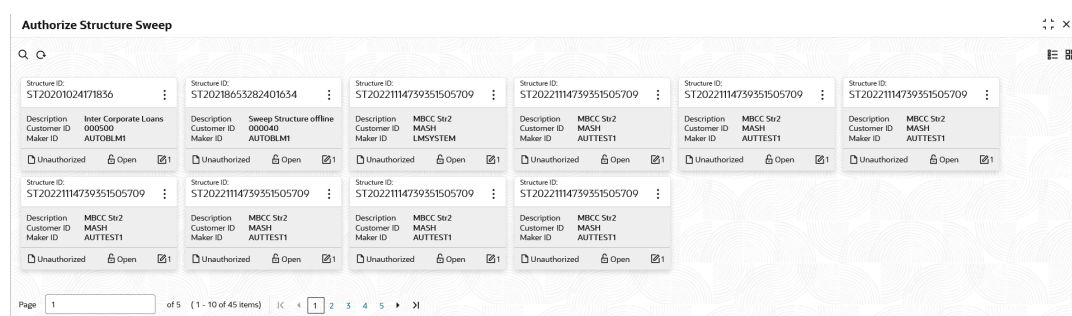 Authorize Structure Sweep
Structure ID: Structure ID: Structure ID: Structure ID: Structure ID: Structure ID:
ST20201024171836 ST20218653282401634 ST20221114739351505709 ST20221114739351505709 ST20221114739351505709 ST20221114739351505709
Description Inter Corporate Loans Description Sweep Structure offline Description MBCC Str2 Description MBCC Str2 Description MBCC Str2 Description MBCC Str2
Customer ID 000500 Customer ID 000040 Customer ID MASH Customer ID MASH Customer ID MASH Customer ID MASH
Maker ID AUTOBLM1 Maker ID AUTOBLM1 Maker ID LMSYSTEM Maker ID AUTTEST1 Maker ID AUTTEST1 Maker ID AUTTEST1
Unauthorized Open 1 Unauthorized Open 1 Unauthorized Open 1 Unauthorized Open 1 Unauthorized Open 1 Unauthorized Open 1
Structure ID: Structure ID: Structure ID: Structure ID:
ST20221114739351505709 ST20221114739351505709 ST20221114739351505709 ST20221114739351505709
Description MBCC Str2 Description MBCC Str2 Description MBCC Str2 Description MBCC Str2
Customer ID MASH Customer ID MASH Customer ID MASH Customer ID MASH
Maker ID AUTTEST1 Maker ID AUTTEST1 Maker ID AUTTEST1 Maker ID AUTTEST1
Unauthorized Open 1 Unauthorized Open 1 Unauthorized Open 1 Unauthorized Open 1
Page 1 of 5 ( 1 - 10 of 45 items) 1 2 3 4 5